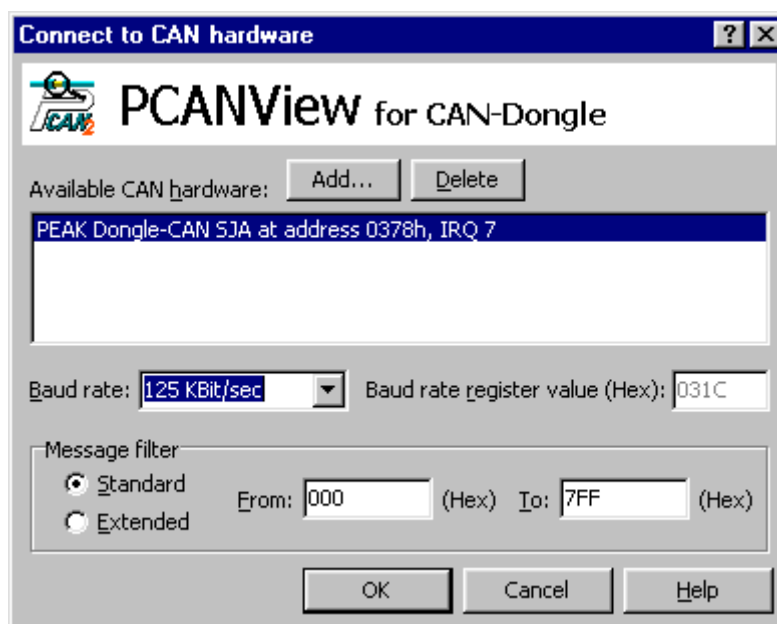 Connect to CAN hardware
PCAN2
PCANView for CAN-Dongle
Available CAN hardware: Add... Delete
PEAK Dongle-CAN SJA at address 0378h, IRQ 7
Baud rate: 125 KBit/sec Baud rate register value (Hex): 031C
Message filter
Standard
From: 000 (Hex) To: 7FF (Hex)
Extended
OK Cancel Help